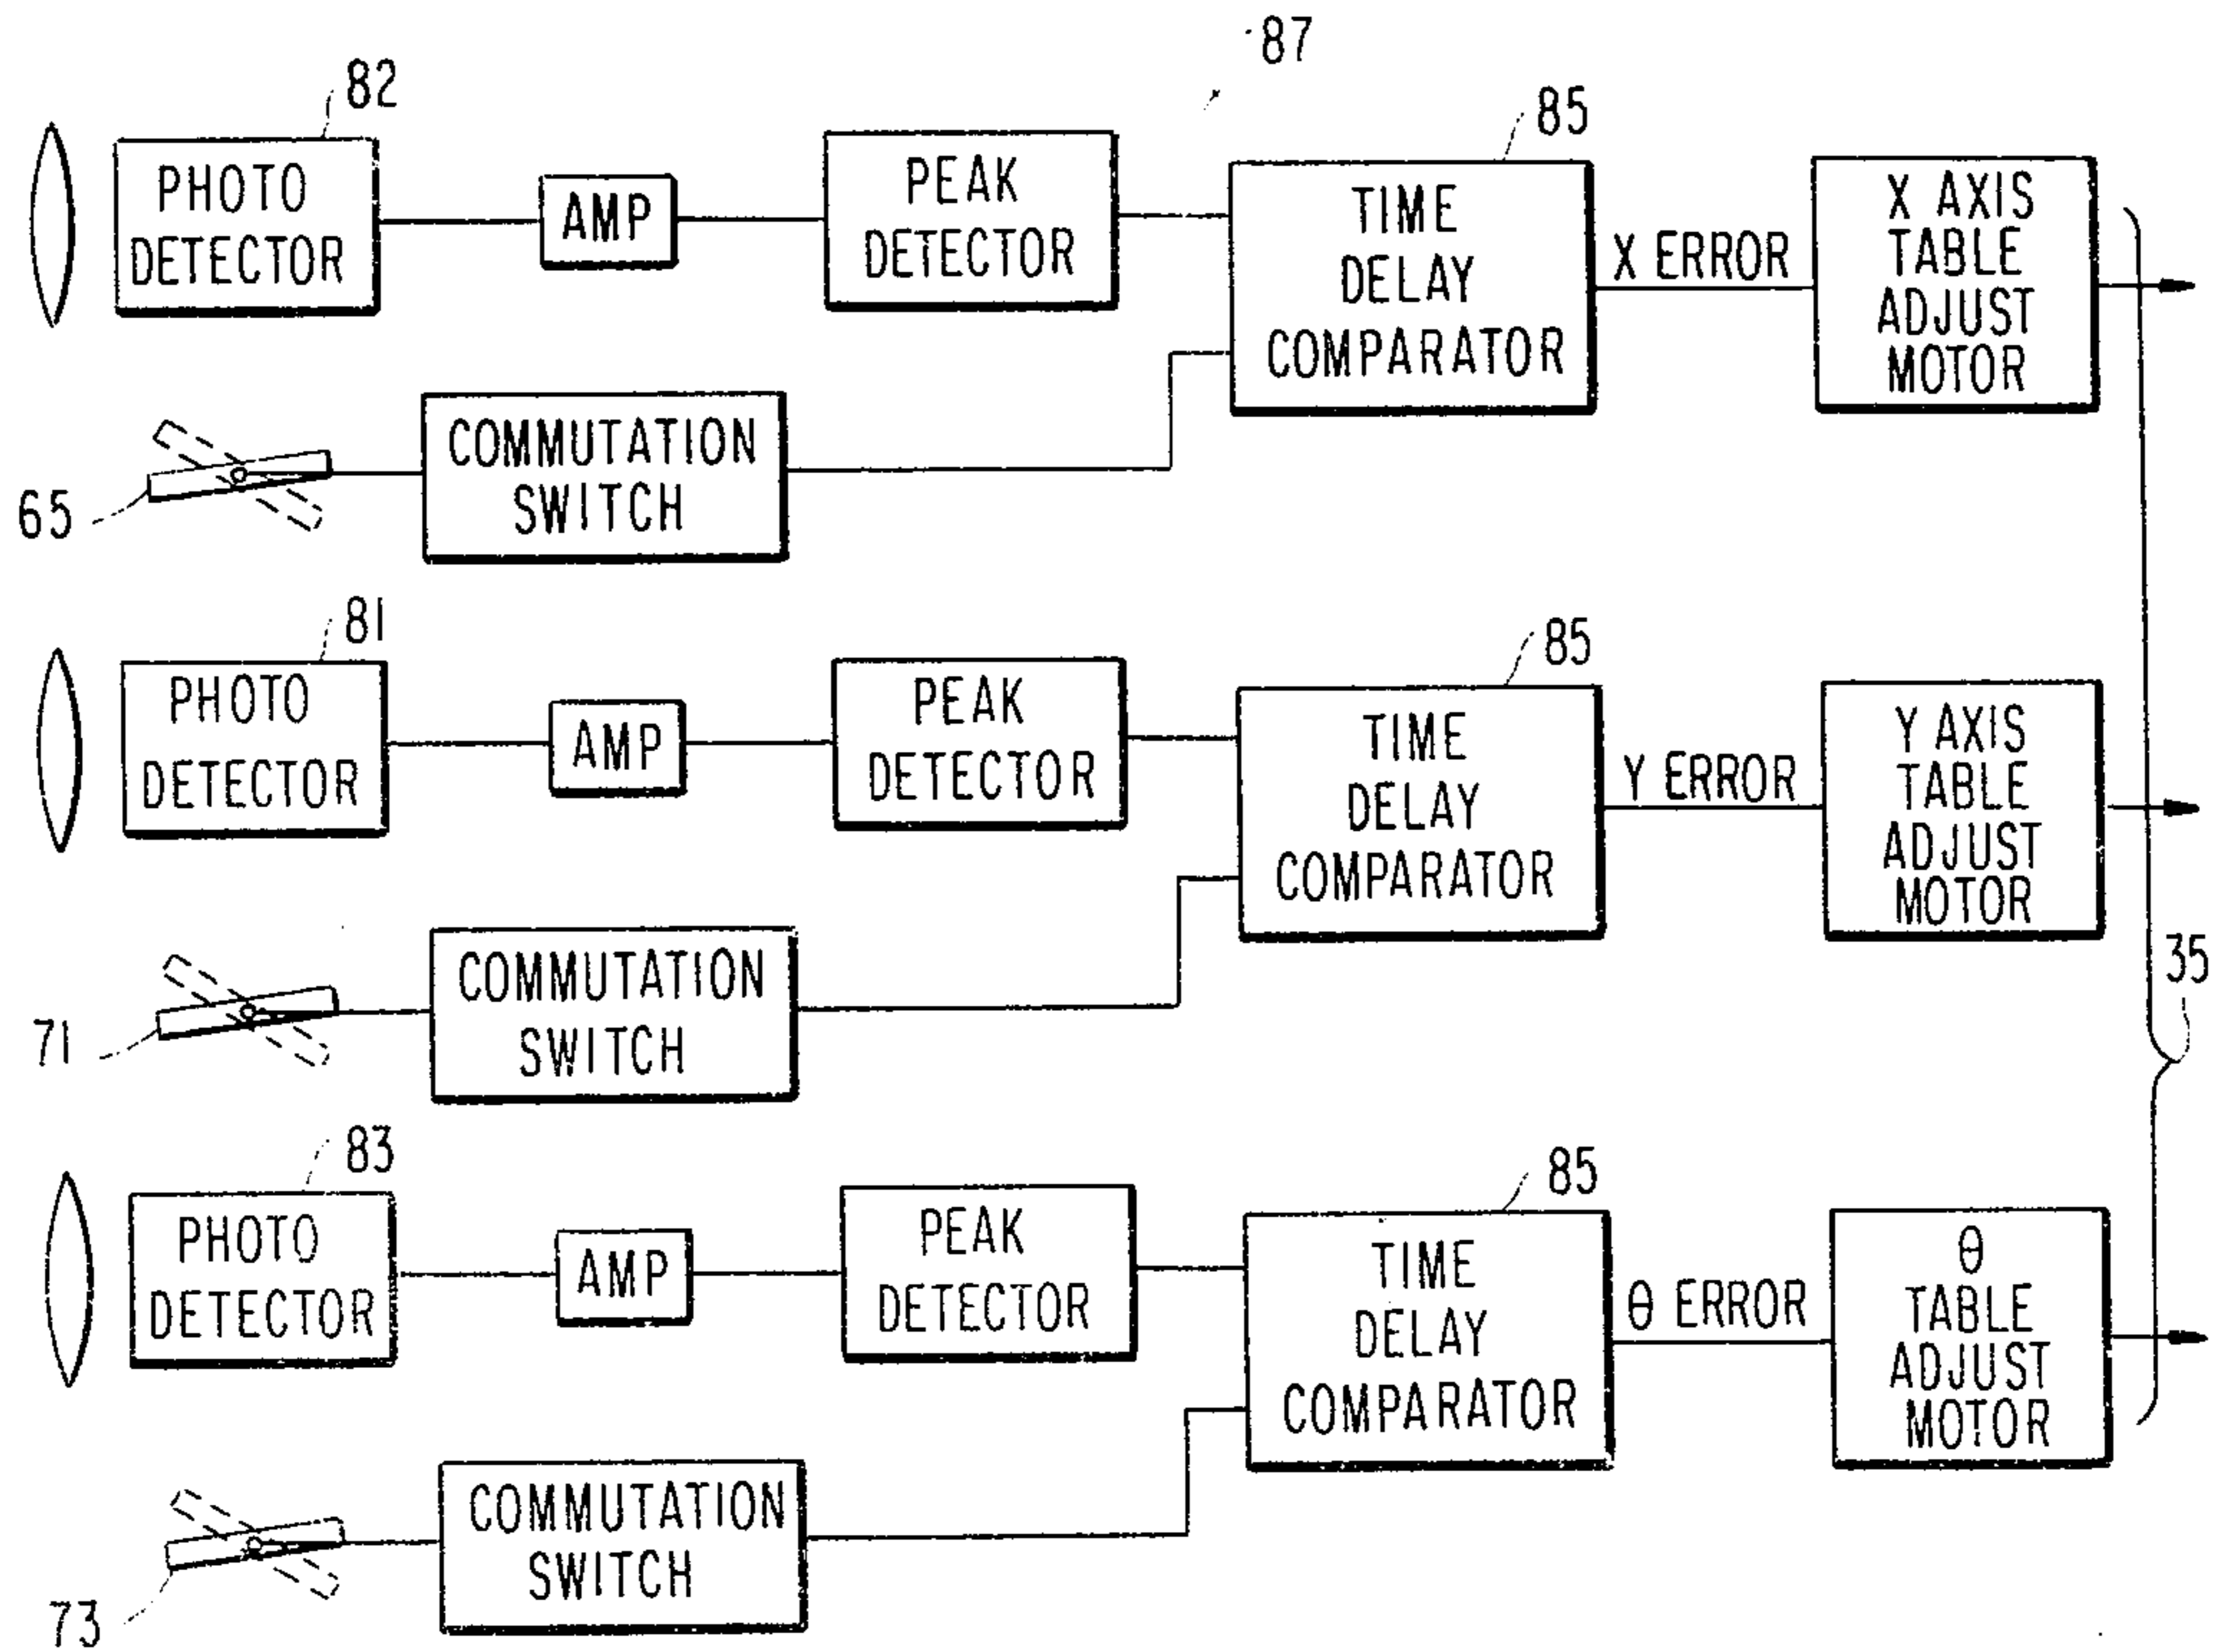 87
82
PHOTO
DETECTOR
AMP
PEAK
DETECTOR
85
TIME
DELAY
COMPARATOR
X ERROR
X AXIS
TABLE
ADJUST
MOTOR
65
COMMUTATION
SWITCH
81
PHOTO
DETECTOR
AMP
PEAK
DETECTOR
85
TIME
DELAY
COMPARATOR
Y ERROR
Y AXIS
TABLE
ADJUST
MOTOR
35
71
COMMUTATION
SWITCH
83
PHOTO
DETECTOR
AMP
PEAK
DETECTOR
85
TIME
DELAY
COMPARATOR
θ ERROR
θ
TABLE
ADJUST
MOTOR
73
COMMUTATION
SWITCH